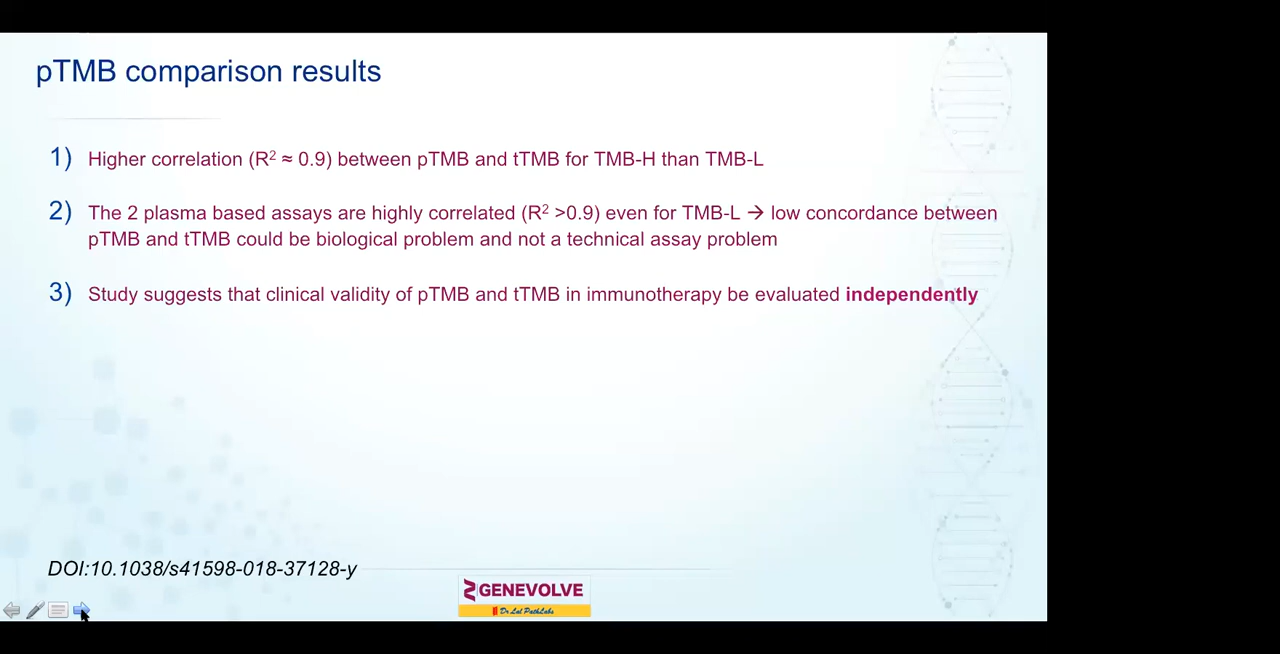 pTMB comparison results
1) Higher correlation (R² ≈ 0.9) between pTMB and tTMB for TMB-H than TMB-L
2) The 2 plasma based assays are highly correlated (R² >0.9) even for TMB-L → low concordance between
pTMB and tTMB could be biological problem and not a technical assay problem
3) Study suggests that clinical validity of pTMB and tTMB in immunotherapy be evaluated independently
DOI:10.1038/s41598-018-37128-y
GENEVOLVE
Dr Lal PathLabs